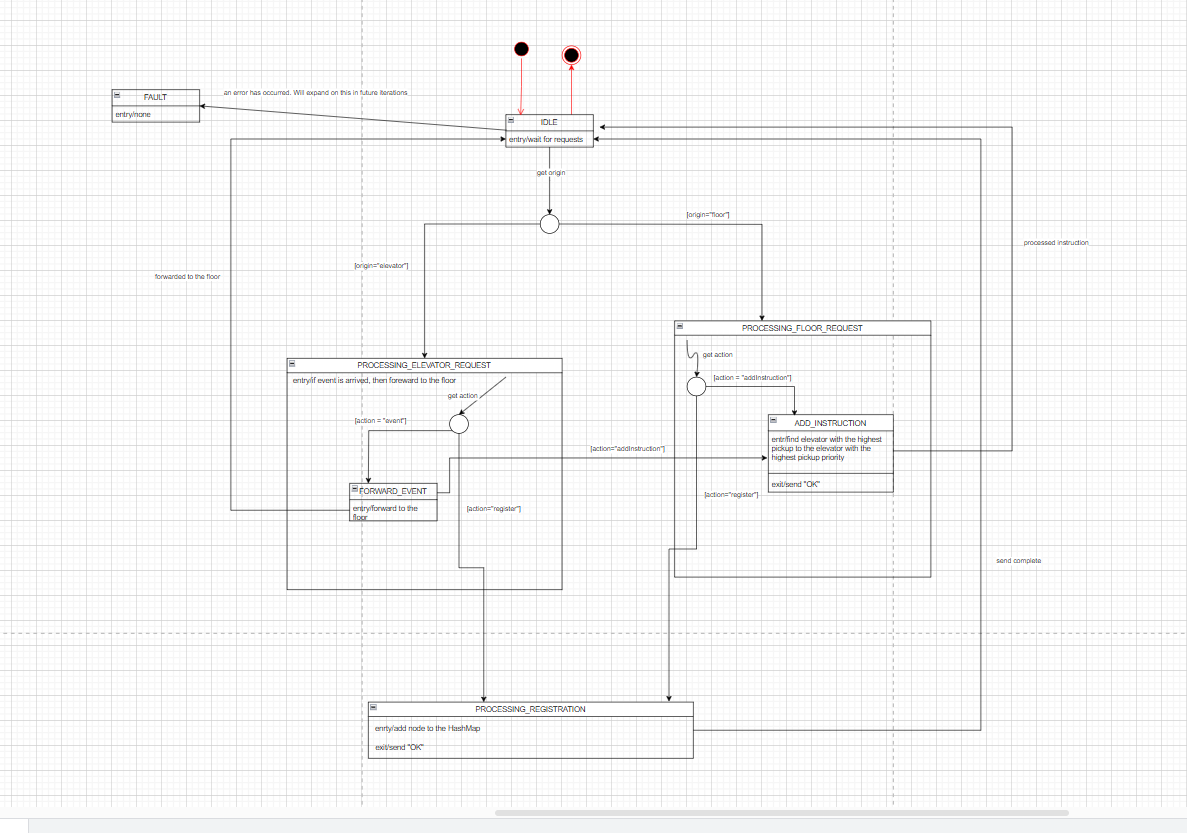 an error has occurred. Will expand on this in future iterations
FAULT
entry/none
IDLE
entry/wait for requests
get origin
[origin="floor"]
processed instruction
[origin="elevator"]
forwarded to the floor
PROCESSING_FLOOR_REQUEST
get action
[action = "addInstruction"]
PROCESSING_ELEVATOR_REQUEST
entry/if event is arrived, then foreward to the floor
get action
[action = "event"]
ADD_INSTRUCTION
entr/find elevator with the highest
pickup to the elevator with the
highest pickup priority
exit/send "OK"
[action="addInstruction"]
FORWARD_EVENT
entry/forward to the
floor
[action="register"]
[action="register"]
send complete
PROCESSING_REGISTRATION
enrty/add node to the HashMap
exit/send "OK"